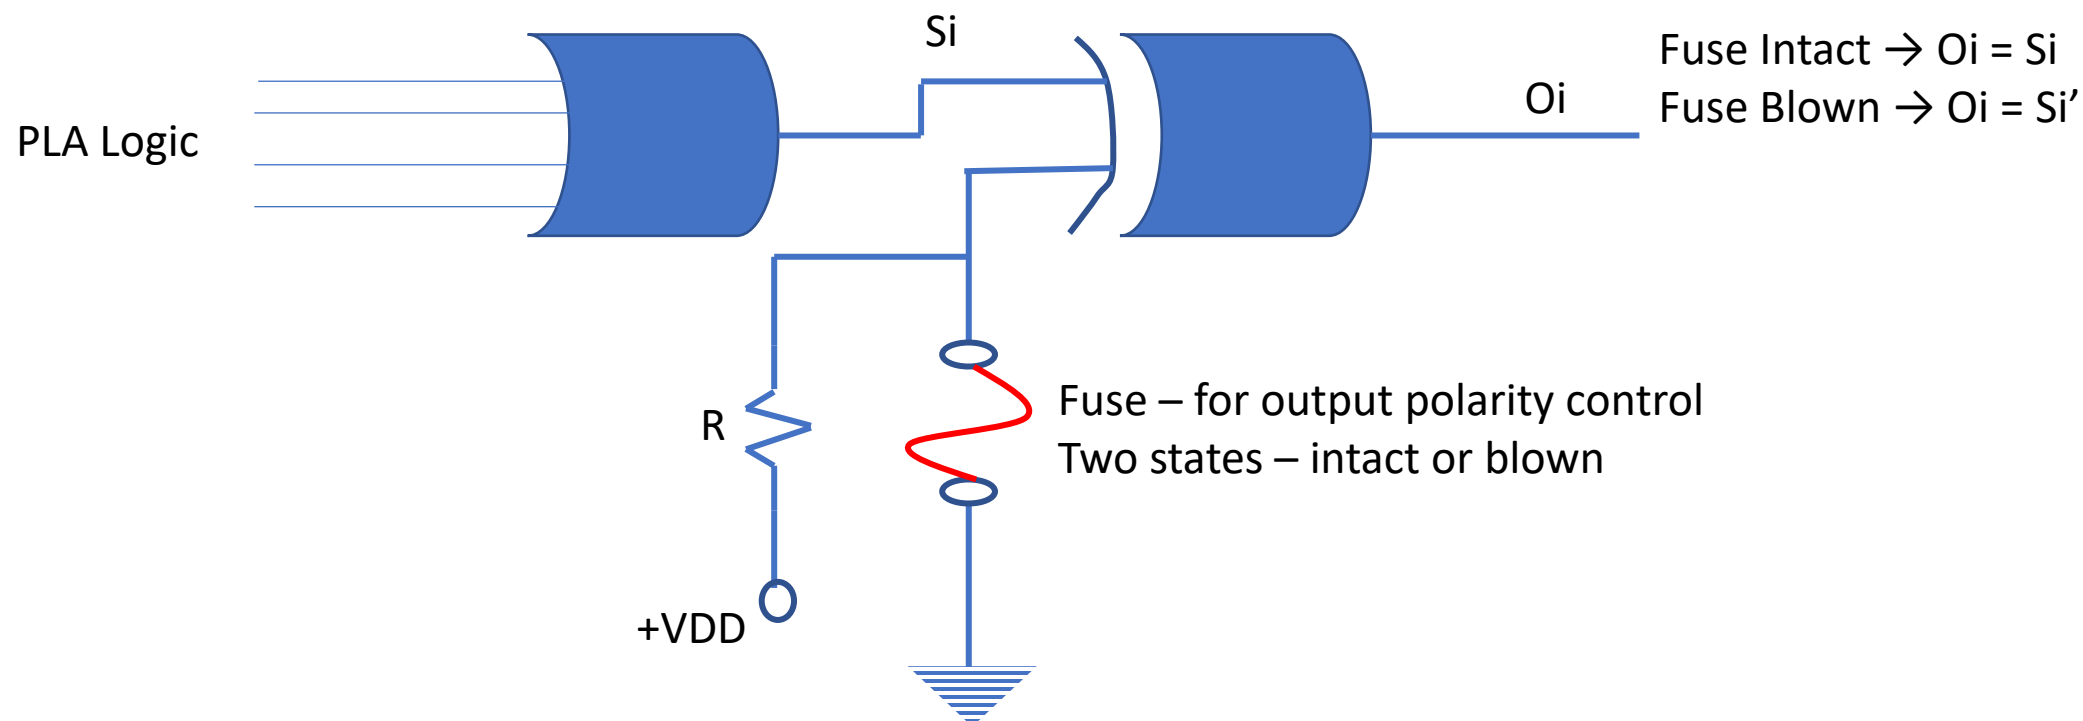 Si
Fuse Intact → Oi = Si
Oi
Fuse Blown → Oi = Si’
PLA Logic
Fuse – for output polarity control
R
Two states – intact or blown
+VDD